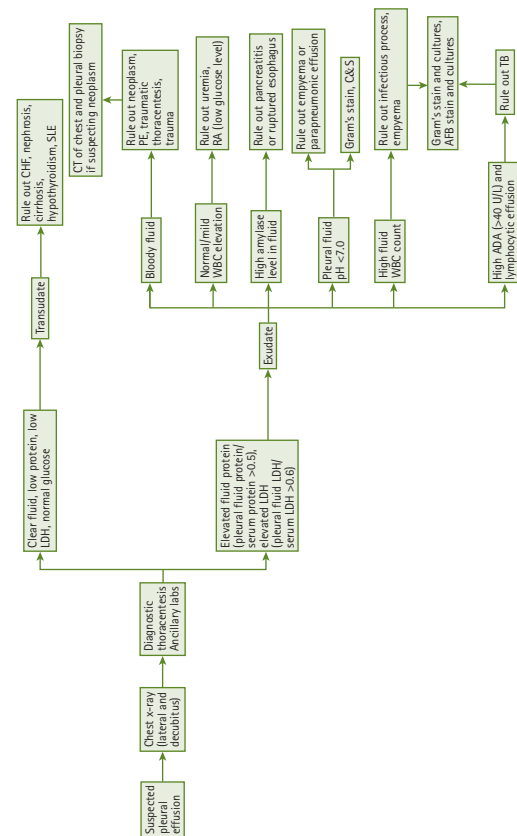 Suspected
pleural
effusion
Chest x-ray
(lateral and
decubitus)
Diagnostic
thoracentesis
Ancillary labs
Clear fluid, low protein, low
LDH, normal glucose
Transudate
Rule out CHF, nephrosis,
cirrhosis,
hypothyroidism, SLE
Elevated fluid protein
(pleural fluid protein/
serum protein >0.5),
elevated LDH
(pleural fluid LDH/
serum LDH >0.6)
Exudate
Bloody fluid
Rule out neoplasm,
PE, traumatic
thoracentesis,
trauma
CT of chest and pleural biopsy
if suspecting neoplasm
Normal/mild
WBC elevation
Rule out uremia,
RA (low glucose level)
High amylase
level in fluid
Rule out pancreatitis
or ruptured esophagus
Pleural fluid
pH <7.0
Rule out empyema or
parapneumonic effusion
Gram's stain, C&S
High fluid
WBC count
Rule out infectious process,
empyema
Gram's stain and cultures,
AFB stain and cultures
High ADA (>40 U/L) and
lymphocytic effusion
Rule out TB